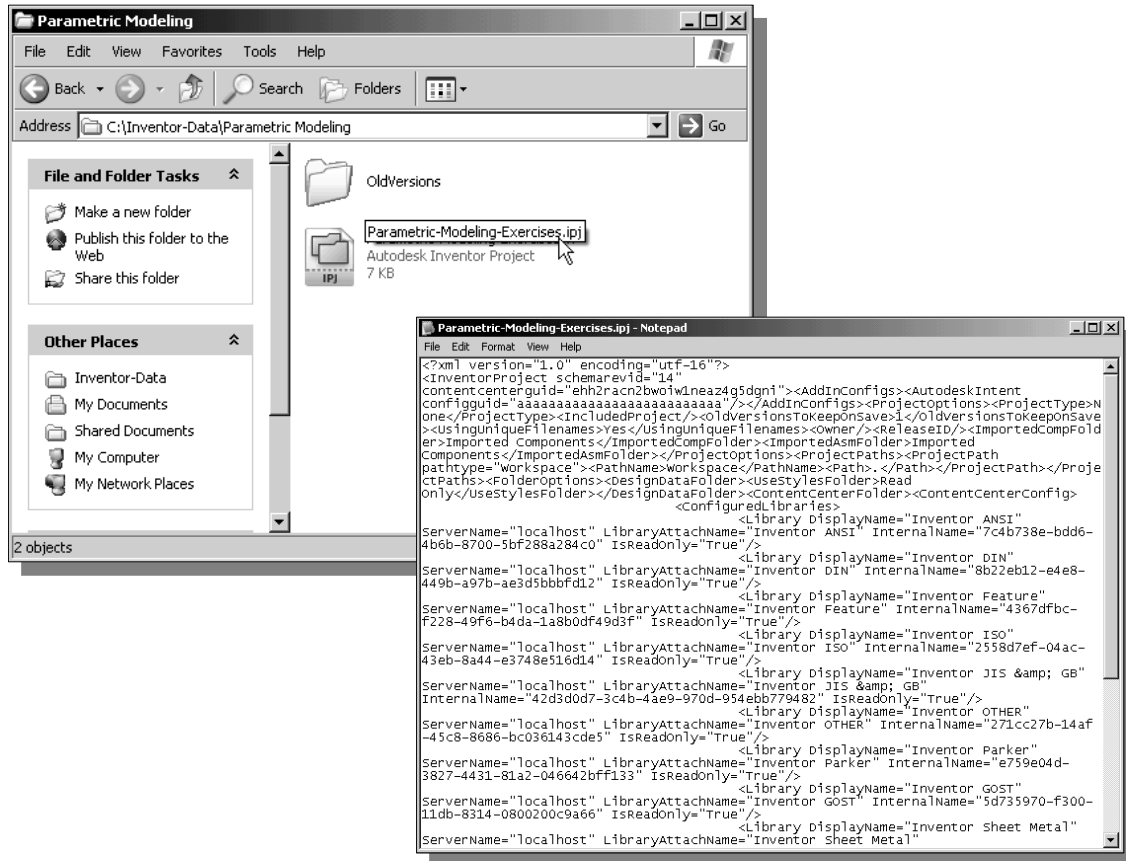 Parametric Modeling
File Edit View Favorites Tools Help
Back Search Folders
Address C:\Inventor-Data\Parametric Modeling Go
File and Folder Tasks
Make a new folder
Publish this folder to the
Web
Share this folder
Other Places
Inventor-Data
My Documents
Shared Documents
My Computer
My Network Places
OldVersions
Parametric-Modeling-Exercises.ipj
Autodesk Inventor Project
7 KB
IPJ
2 objects
Parametric-Modeling-Exercises.ipj - Notepad
File Edit Format View Help
<?xml version="1.0" encoding="utf-16"?>
<InventorProject schemarevid="14"
contentcenterguid="ehh2racn2bwoiw1neaz4g5dgni"><AddInConfigs><AutodeskIntent
configguid="aaaaaaaaaaaaaaaaaaaaaaaaaa"/></AddInConfigs><ProjectOptions><ProjectType>N
one</ProjectType><IncludedProject/><OldVersionsToKeepOnSave>1</OldVersionsToKeepOnSave
><UsingUniqueFilenames>Yes</UsingUniqueFilenames><Owner/><ReleaseID/><ImportedCompFold
er>Imported Components</ImportedCompFolder><ImportedAsmFolder>Imported
Components</ImportedAsmFolder></ProjectOptions><ProjectPaths><ProjectPath
pathtype="Workspace"><PathName>Workspace</PathName><Path>.</Path></ProjectPath></Proje
ctPaths><FolderOptions><DesignDataFolder><UseStylesFolder>Read
Only</UseStylesFolder></DesignDataFolder><ContentCenterFolder><ContentCenterConfig>
<ConfiguredLibraries>
<Library DisplayName="Inventor ANSI"
ServerName="localhost" LibraryAttachName="Inventor ANSI" InternalName="7c4b738e-bdd6-
4b6b-8700-5bf288a284c0" IsReadOnly="True"/>
<Library DisplayName="Inventor DIN"
ServerName="localhost" LibraryAttachName="Inventor DIN" InternalName="8b22eb12-e4e8-
449b-a97b-ae3d5bbbfd12" IsReadOnly="True"/>
<Library DisplayName="Inventor Feature"
ServerName="localhost" LibraryAttachName="Inventor Feature" InternalName="4367dfbc-
f228-49f6-b4da-1a8b0df49d3f" IsReadOnly="True"/>
<Library DisplayName="Inventor ISO"
ServerName="localhost" LibraryAttachName="Inventor ISO" InternalName="2558d7ef-04ac-
43eb-8a44-e3748e516d14" IsReadOnly="True"/>
<Library DisplayName="Inventor JIS &amp; GB"
ServerName="localhost" LibraryAttachName="Inventor JIS &amp; GB"
InternalName="42d3d0d7-3c4b-4ae9-970d-954ebb779482" IsReadOnly="True"/>
<Library DisplayName="Inventor OTHER"
ServerName="localhost" LibraryAttachName="Inventor OTHER" InternalName="271cc27b-14af
-45c8-8686-bc036143cde5" IsReadOnly="True"/>
<Library DisplayName="Inventor Parker"
ServerName="localhost" LibraryAttachName="Inventor Parker" InternalName="e759e04d-
3827-4431-81a2-046642bff133" IsReadOnly="True"/>
<Library DisplayName="Inventor GOST"
ServerName="localhost" LibraryAttachName="Inventor GOST" InternalName="5d735970-f300-
11db-8314-0800200c9a66" IsReadOnly="True"/>
<Library DisplayName="Inventor Sheet Metal"
ServerName="localhost" LibraryAttachName="Inventor Sheet Metal"